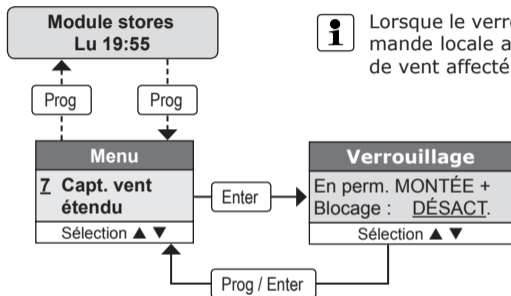 Module stores
Lu 19:55
Lorsque le
mande locale a
de vent affecté
Prog
Prog
Menu
7 Capt. vent
étendu
Sélection ▲ ▼
Enter
Verrouillage
En perm. MONTÉE +
Blocage : DÉSACT.
Sélection ▲ ▼
Prog / Enter